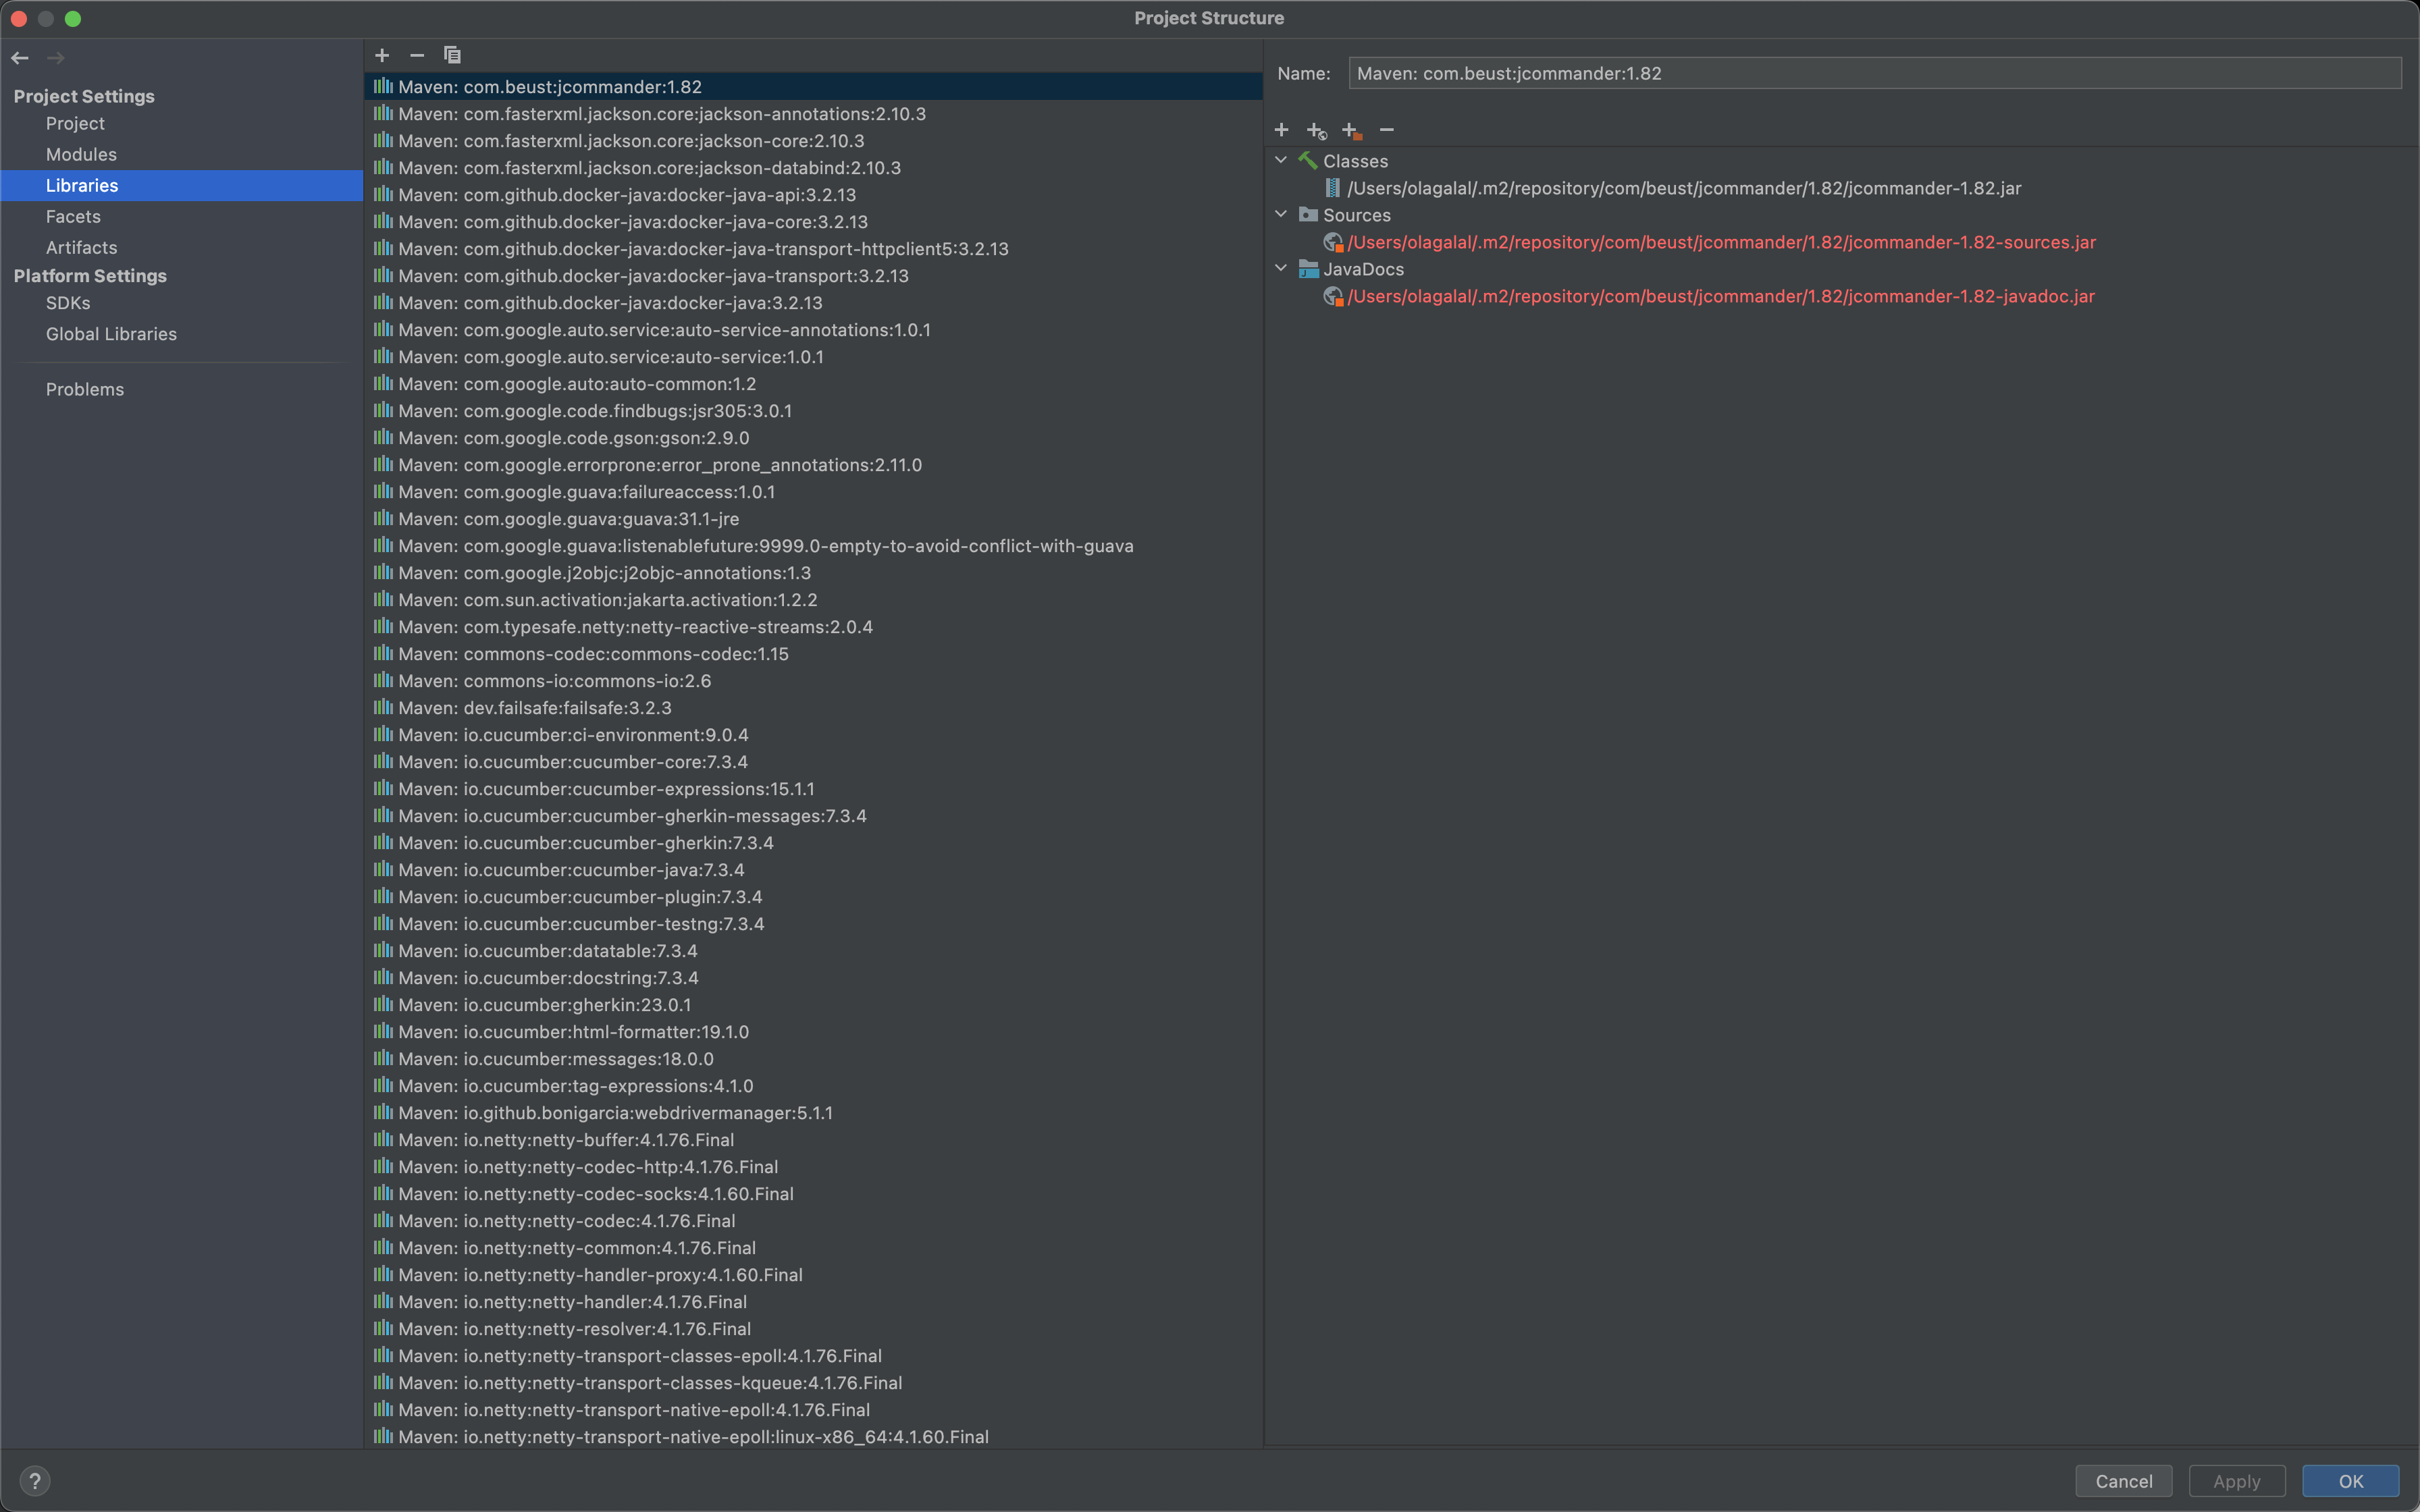 Project Structure
Project Settings
Project
Modules
Libraries
Facets
Artifacts
Platform Settings
SDKs
Global Libraries
Problems
Maven: com.beust:jcommander:1.82
Maven: com.fasterxml.jackson.core:jackson-annotations:2.10.3
Maven: com.fasterxml.jackson.core:jackson-core:2.10.3
Maven: com.fasterxml.jackson.core:jackson-databind:2.10.3
Maven: com.github.docker-java:docker-java-api:3.2.13
Maven: com.github.docker-java:docker-java-core:3.2.13
Maven: com.github.docker-java:docker-java-transport-httpclient5:3.2.13
Maven: com.github.docker-java:docker-java-transport:3.2.13
Maven: com.github.docker-java:docker-java:3.2.13
Maven: com.google.auto.service:auto-service-annotations:1.0.1
Maven: com.google.auto.service:auto-service:1.0.1
Maven: com.google.auto:auto-common:1.2
Maven: com.google.code.findbugs:jsr305:3.0.1
Maven: com.google.code.gson:gson:2.9.0
Maven: com.google.errorprone:error_prone_annotations:2.11.0
Maven: com.google.guava:failureaccess:1.0.1
Maven: com.google.guava:guava:31.1-jre
Maven: com.google.guava:listenablefuture:9999.0-empty-to-avoid-conflict-with-guava
Maven: com.google.j2objc:j2objc-annotations:1.3
Maven: com.sun.activation:jakarta.activation:1.2.2
Maven: com.typesafe.netty:netty-reactive-streams:2.0.4
Maven: commons-codec:commons-codec:1.15
Maven: commons-io:commons-io:2.6
Maven: dev.failsafe:failsafe:3.2.3
Maven: io.cucumber:ci-environment:9.0.4
Maven: io.cucumber:cucumber-core:7.3.4
Maven: io.cucumber:cucumber-expressions:15.1.1
Maven: io.cucumber:cucumber-gherkin-messages:7.3.4
Maven: io.cucumber:cucumber-gherkin:7.3.4
Maven: io.cucumber:cucumber-java:7.3.4
Maven: io.cucumber:cucumber-plugin:7.3.4
Maven: io.cucumber:cucumber-testng:7.3.4
Maven: io.cucumber:datatable:7.3.4
Maven: io.cucumber:docstring:7.3.4
Maven: io.cucumber:gherkin:23.0.1
Maven: io.cucumber:html-formatter:19.1.0
Maven: io.cucumber:messages:18.0.0
Maven: io.cucumber:tag-expressions:4.1.0
Maven: io.github.bonigarcia:webdrivermanager:5.1.1
Maven: io.netty:netty-buffer:4.1.76.Final
Maven: io.netty:netty-codec-http:4.1.76.Final
Maven: io.netty:netty-codec-socks:4.1.60.Final
Maven: io.netty:netty-codec:4.1.76.Final
Maven: io.netty:netty-common:4.1.76.Final
Maven: io.netty:netty-handler-proxy:4.1.60.Final
Maven: io.netty:netty-handler:4.1.76.Final
Maven: io.netty:netty-resolver:4.1.76.Final
Maven: io.netty:netty-transport-classes-epoll:4.1.76.Final
Maven: io.netty:netty-transport-classes-kqueue:4.1.76.Final
Maven: io.netty:netty-transport-native-epoll:4.1.76.Final
Maven: io.netty:netty-transport-native-epoll:linux-x86_64:4.1.60.Final
Name: Maven: com.beust:jcommander:1.82
Classes
/Users/olagalal/.m2/repository/com/beust/jcommander/1.82/jcommander-1.82.jar
Sources
/Users/olagalal/.m2/repository/com/beust/jcommander/1.82/jcommander-1.82-sources.jar
JavaDocs
/Users/olagalal/.m2/repository/com/beust/jcommander/1.82/jcommander-1.82-javadoc.jar
? Cancel Apply OK